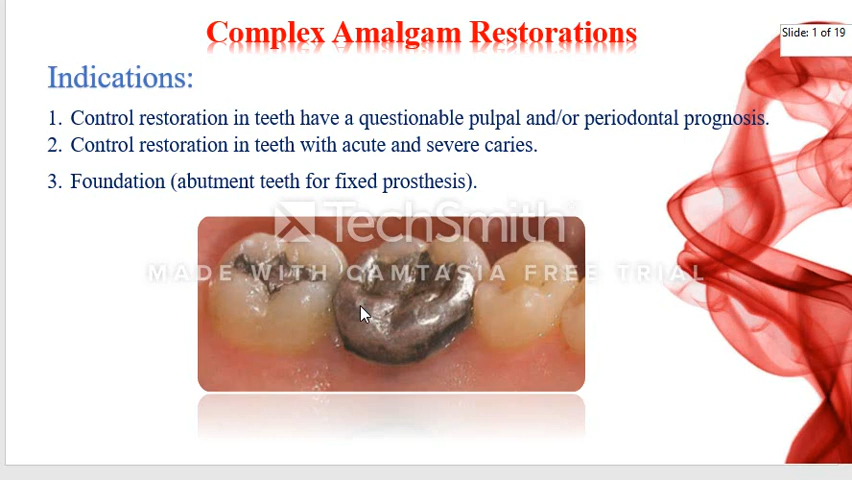 Complex Amalgam Restorations
Slide: 1 of 19
Indications:
1. Control restoration in teeth have a questionable pulpal and/or periodontal prognosis.
2. Control restoration in teeth with acute and severe caries.
3. Foundation (abutment teeth for fixed prosthesis).
TechSmith
MADE WITH CAMTASIA FREE TRIAL